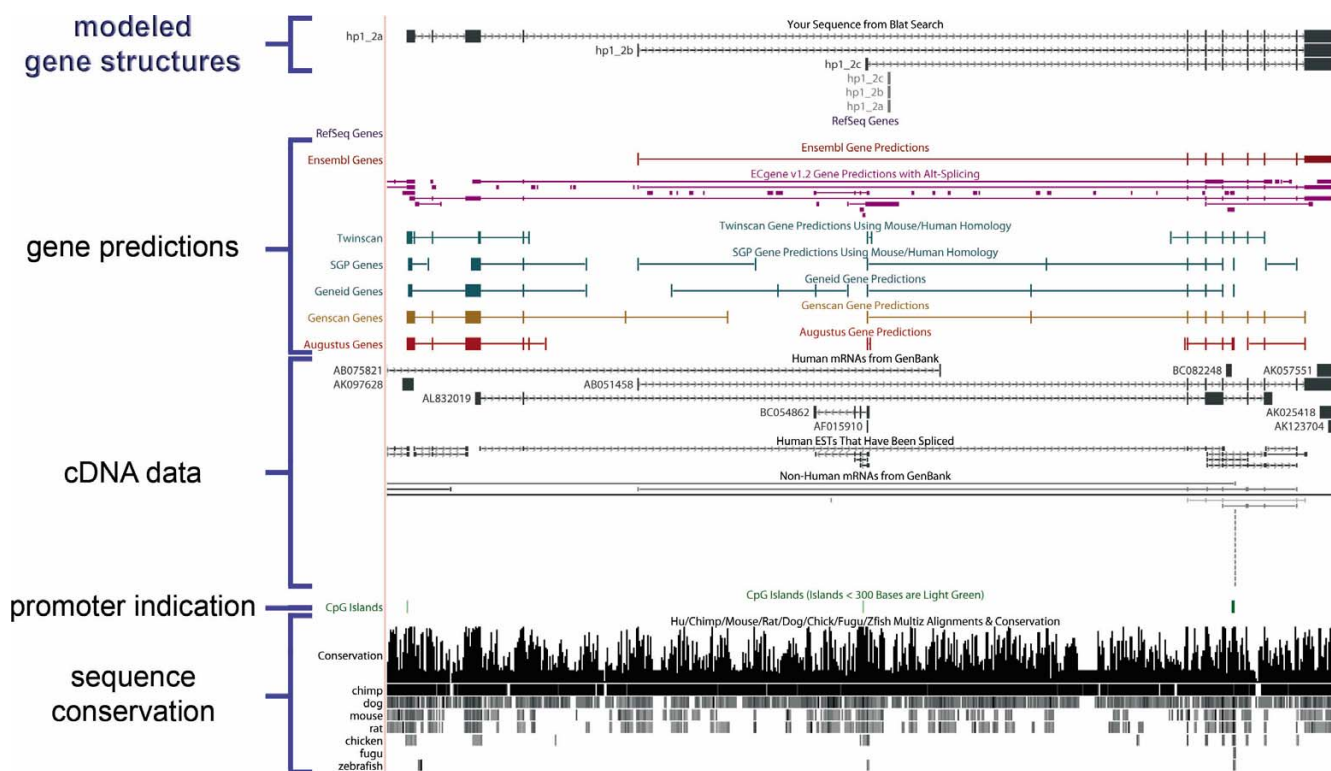 modeled
gene structures
Your Sequence from Blat Search
hp1_2a
hp1_2b
hp1_2c
hp1_2c
hp1_2b
hp1_2a
RefSeq Genes
RefSeq Genes
gene predictions
Ensembl Gene Predictions
Ensembl Genes
ECgene v1.2 Gene Predictions with Alt-Splicing
Twinscan Gene Predictions Using Mouse/Human Homology
Twinscan
SGP Gene Predictions Using Mouse/Human Homology
SGP Genes
Geneid Gene Predictions
Geneid Genes
Genscan Gene Predictions
Genscan Genes
Augustus Gene Predictions
Augustus Genes
cDNA data
Human mRNAs from GenBank
AB075821
BC082248
AK057551
AK097628
AB051458
AL832019
BC054862
AK025418
AF015910
AK123704
Human ESTs That Have Been Spliced
Non-Human mRNAs from GenBank
promoter indication
CpG Islands (Islands < 300 Bases are Light Green)
CpG Islands
sequence
conservation
Hu/Chimp/Mouse/Rat/Dog/Chick/Fugu/Zfish Multiz Alignments & Conservation
Conservation
chimp
dog
mouse
rat
chicken
fugu
zebrafish